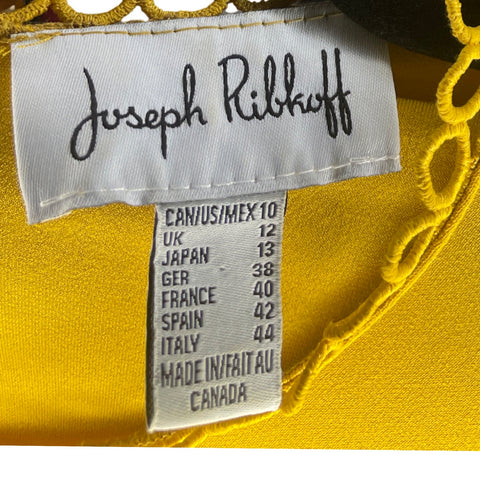 Joseph Ribkoff
CAN/US/MEX 10
UK 12
JAPAN 13
GER 38
FRANCE 40
SPAIN 42
ITALY 44
MADE IN/FAIT AU
CANADA